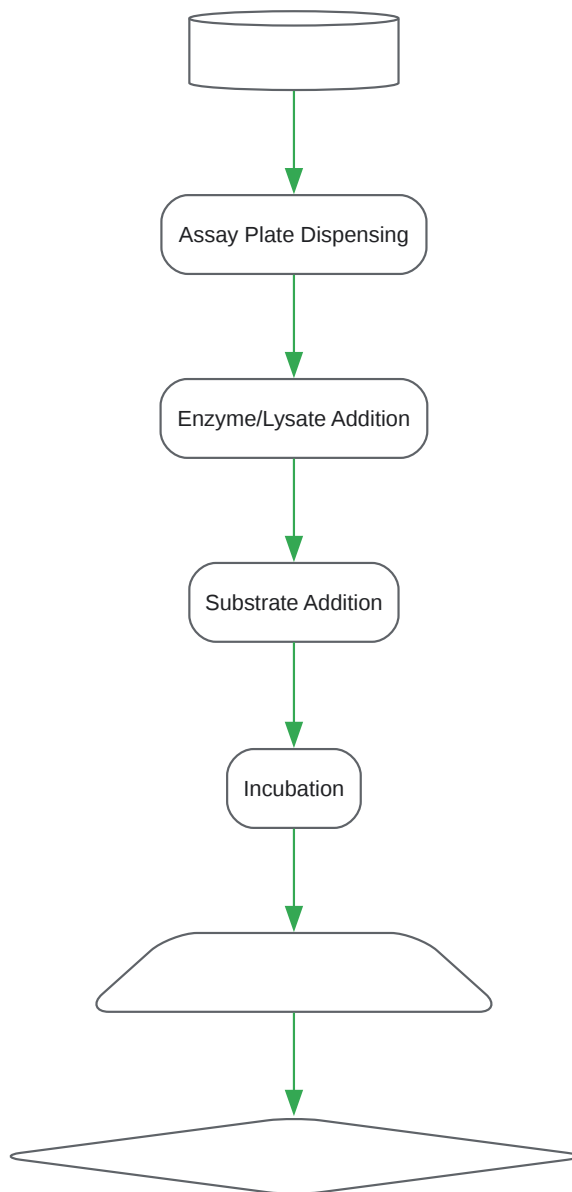 Assay Plate Dispensing
Enzyme/Lysate Addition
Substrate Addition
Incubation